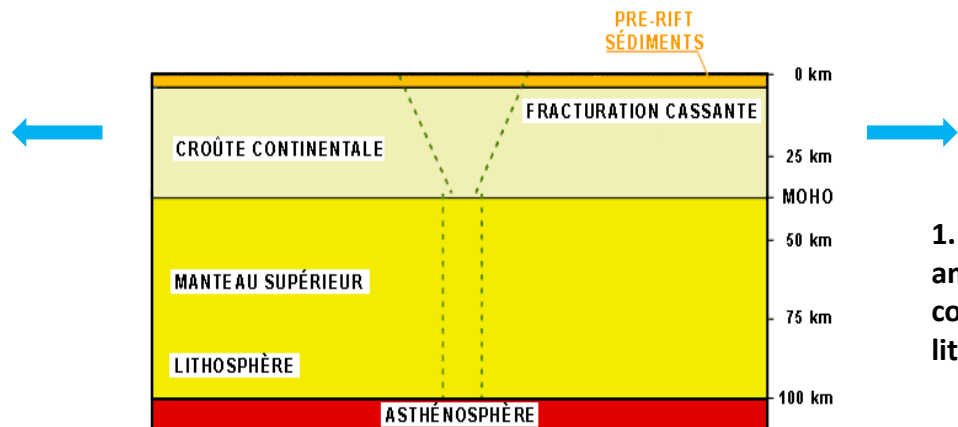 PRE-RIFT
SÉDIMENTS
0 km
FRACTURATION CASSANTE
CROÛTE CONTINENTALE
25 km
MOHO
50 km
1.
MANTEAU SUPÉRIEUR
75 km
LITHOSPHÈRE
100 km
ASTHÉNOSPHÈRE